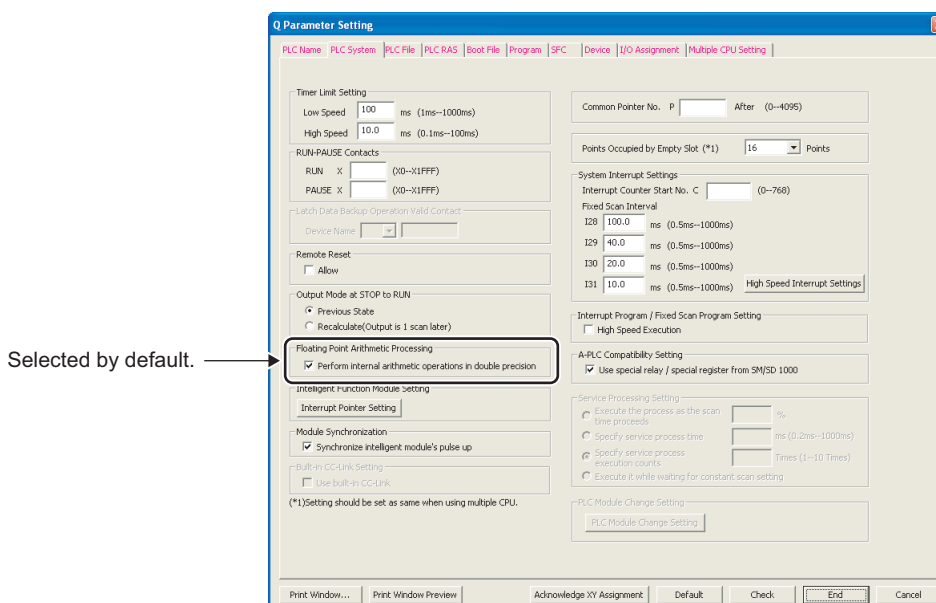 Q Parameter Setting
PLC Name PLC System PLC File PLC RAS Boot File Program SFC Device I/O Assignment Multiple CPU Setting
Timer Limit Setting
Low Speed 100 ms (1ms--1000ms)
High Speed 10.0 ms (0.1ms--100ms)
RUN-PAUSE Contacts
RUN X (X0--X1FFF)
PAUSE X (X0--X1FFF)
Latch Data Backup Operation Valid Contact
Device Name
Remote Reset
Allow
Output Mode at STOP to RUN
Previous State
Recalculate(Output is 1 scan later)
Selected by default.
Floating Point Arithmetic Processing
Perform internal arithmetic operations in double precision
Intelligent Function Module Setting
Interrupt Pointer Setting
Module Synchronization
Synchronize intelligent module's pulse up
Built-in CC-Link Setting
Use built-in CC-Link
(*1)Setting should be set as same when using multiple CPU.
Common Pointer No. P After (0--4095)
Points Occupied by Empty Slot (*1) 16 Points
System Interrupt Settings
Interrupt Counter Start No. C (0--768)
Fixed Scan Interval
I28 100.0 ms (0.5ms--1000ms)
I29 40.0 ms (0.5ms--1000ms)
I30 20.0 ms (0.5ms--1000ms)
I31 10.0 ms (0.5ms--1000ms) High Speed Interrupt Settings
Interrupt Program / Fixed Scan Program Setting
High Speed Execution
A-PLC Compatibility Setting
Use special relay / special register from SM/SD 1000
Service Processing Setting
Execute the process as the scan
time proceeds %
Specify service process time ms (0.2ms--1000ms)
Specify service process
execution counts Times (1--10 Times)
Execute it while waiting for constant scan setting
PLC Module Change Setting
PLC Module Change Setting
Print Window... Print Window Preview Acknowledge XY Assignment Default Check End Cancel